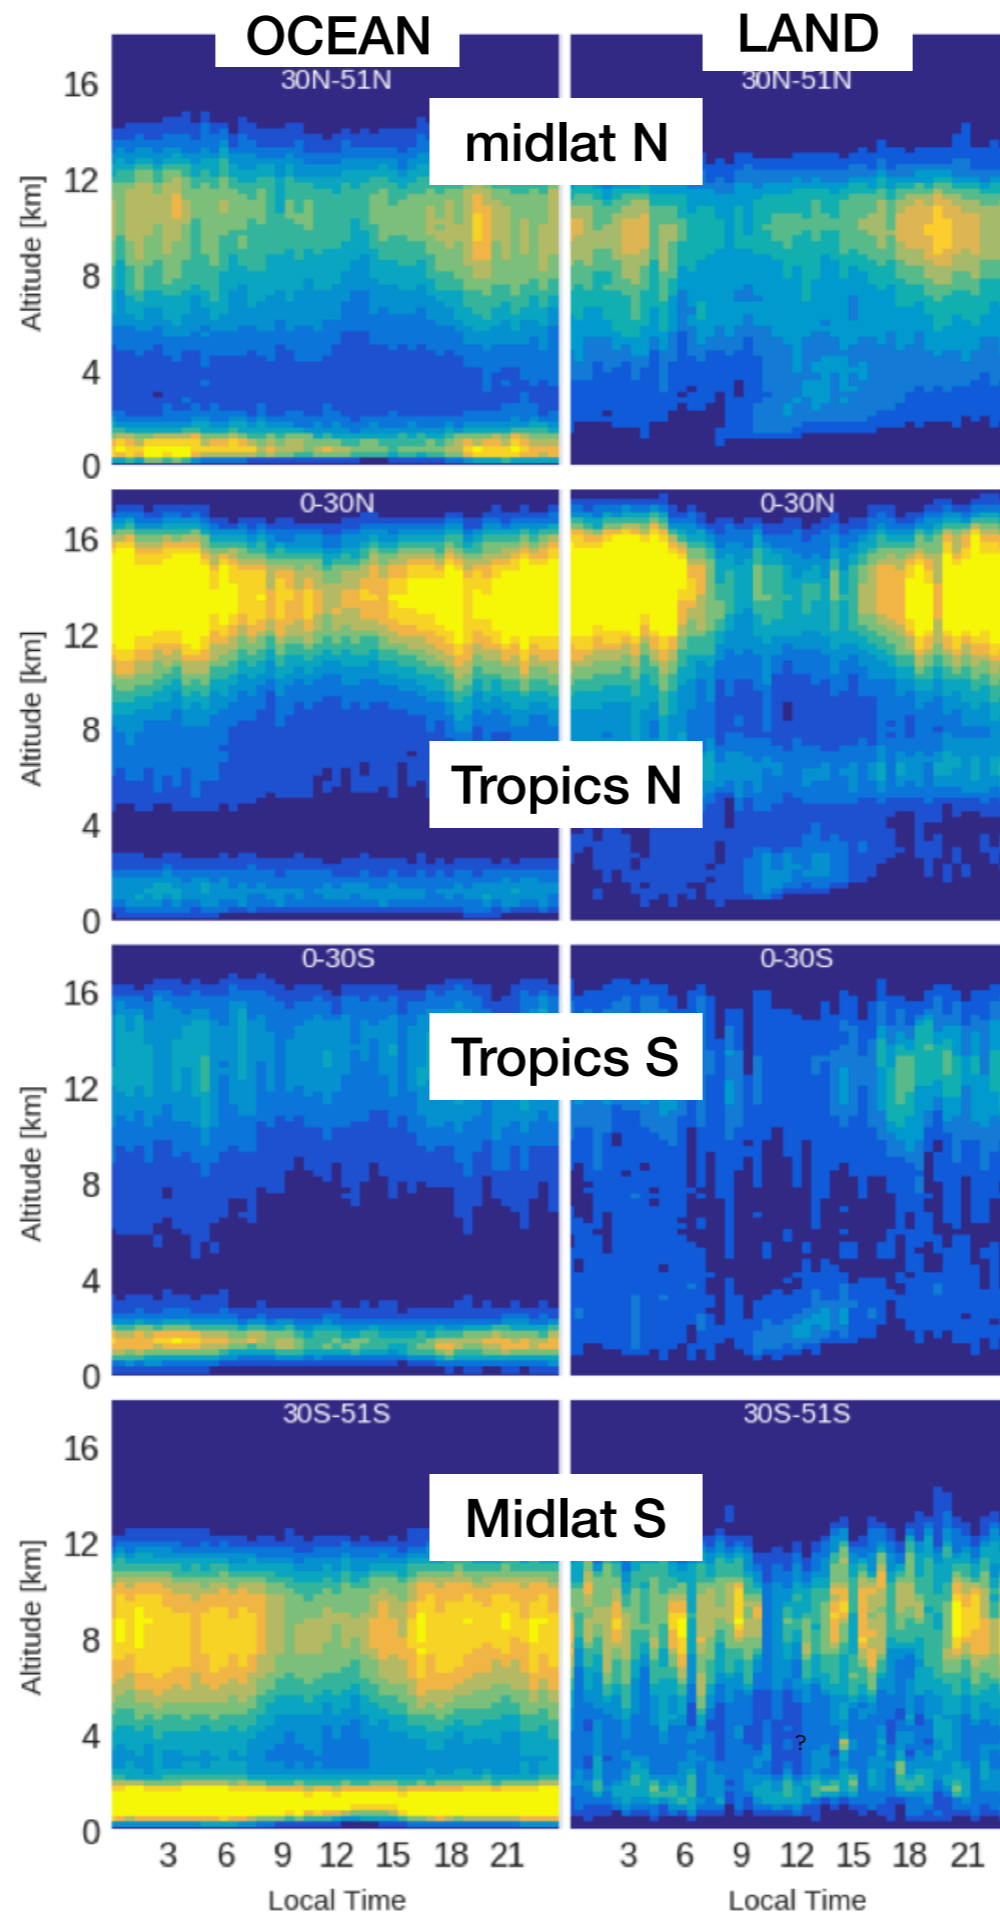 OCEAN
LAND
30N-51N
30N-51N
midlat N
16
12
8
4
0
Altitude [km]
0-30N
0-30N
Tropics N
16
12
8
4
0
Altitude [km]
0-30S
0-30S
Tropics S
16
12
8
4
0
Altitude [km]
30S-51S
30S-51S
Midlat S
16
12
8
4
0
Altitude [km]
?
3 6 9 12 15 18 21
3 6 9 12 15 18 21
Local Time
Local Time